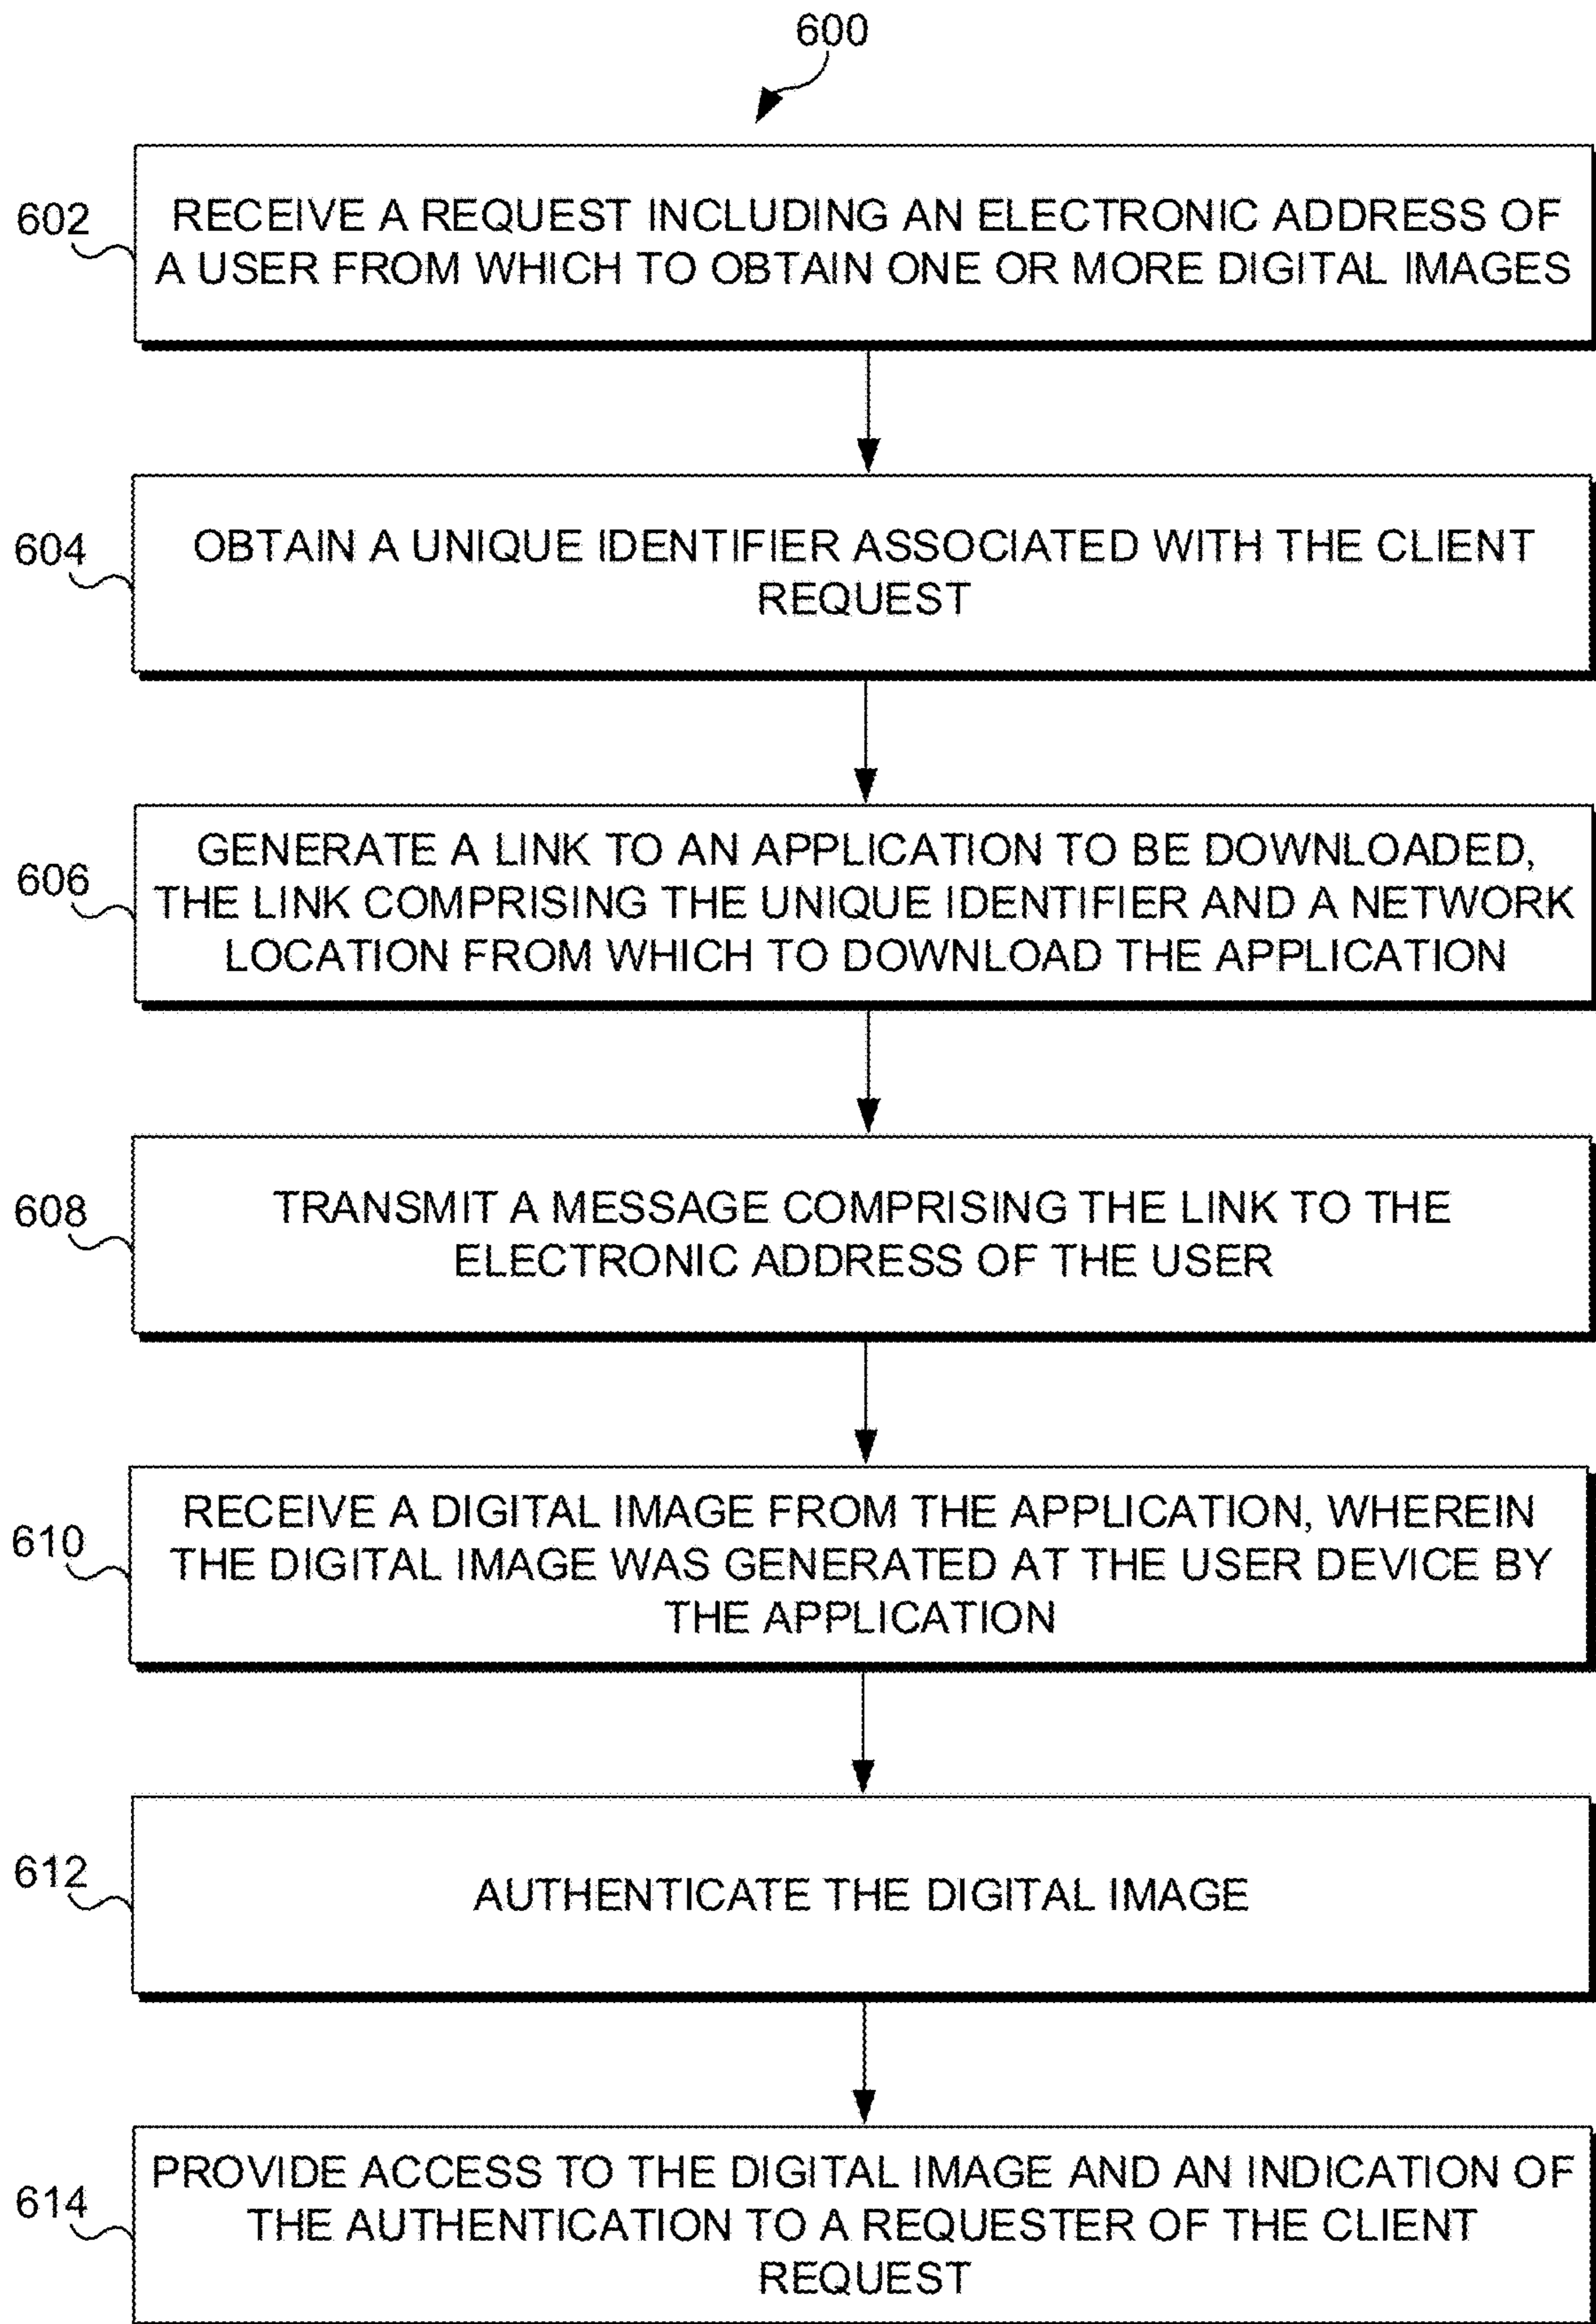 600
602
RECEIVE A REQUEST INCLUDING AN ELECTRONIC ADDRESS OF
A USER FROM WHICH TO OBTAIN ONE OR MORE DIGITAL IMAGES
604
OBTAIN A UNIQUE IDENTIFIER ASSOCIATED WITH THE CLIENT
REQUEST
606
GENERATE A LINK TO AN APPLICATION TO BE DOWNLOADED,
THE LINK COMPRISING THE UNIQUE IDENTIFIER AND A NETWORK
LOCATION FROM WHICH TO DOWNLOAD THE APPLICATION
608
TRANSMIT A MESSAGE COMPRISING THE LINK TO THE
ELECTRONIC ADDRESS OF THE USER
610
RECEIVE A DIGITAL IMAGE FROM THE APPLICATION, WHEREIN
THE DIGITAL IMAGE WAS GENERATED AT THE USER DEVICE BY
THE APPLICATION
612
AUTHENTICATE THE DIGITAL IMAGE
614
PROVIDE ACCESS TO THE DIGITAL IMAGE AND AN INDICATION OF
THE AUTHENTICATION TO A REQUESTER OF THE CLIENT
REQUEST